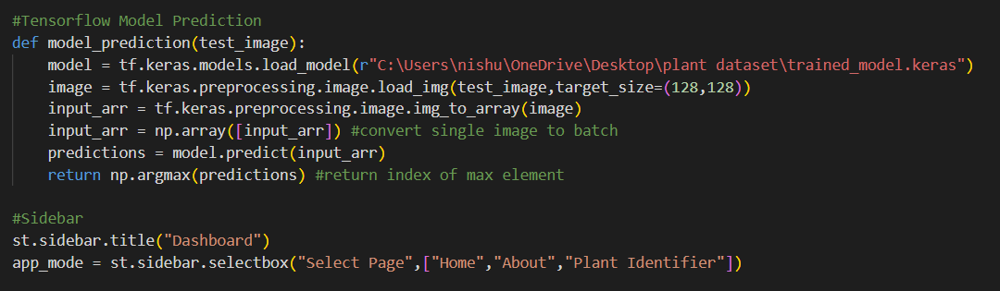 #Tensorflow Model Prediction
def model_prediction(test_image):
    model = tf.keras.models.load_model(r"C:\Users\nishu\OneDrive\Desktop\plant dataset\trained_model.keras")
    image = tf.keras.preprocessing.image.load_img(test_image,target_size=(128,128))
    input_arr = tf.keras.preprocessing.image.img_to_array(image)
    input_arr = np.array([input_arr]) #convert single image to batch
    predictions = model.predict(input_arr)
    return np.argmax(predictions) #return index of max element

#Sidebar
st.sidebar.title("Dashboard")
app_mode = st.sidebar.selectbox("Select Page",["Home","About","Plant Identifier"])